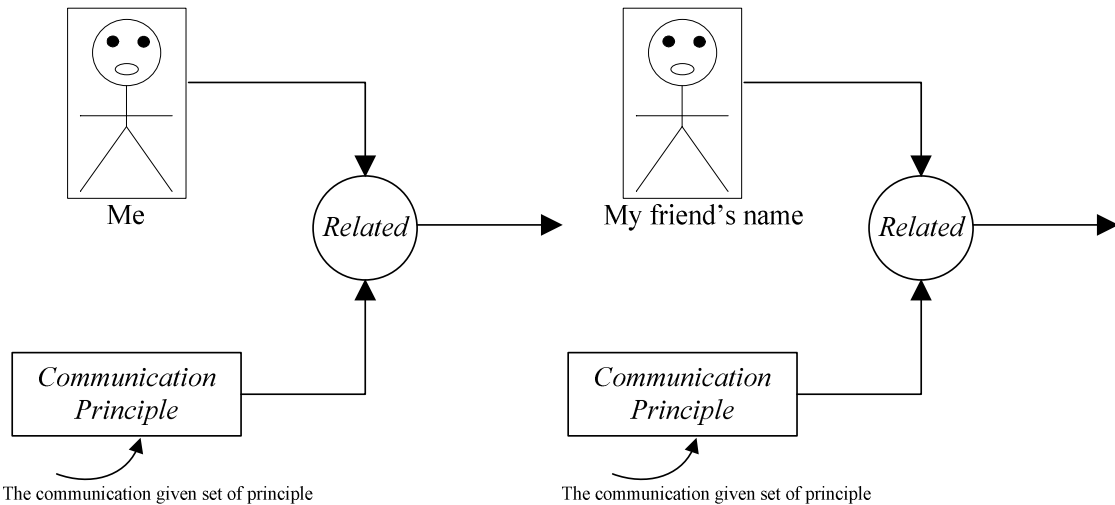 Me
Related
Communication
Principle
The communication given set of principle
My friend's name
Related
Communication
Principle
The communication given set of principle